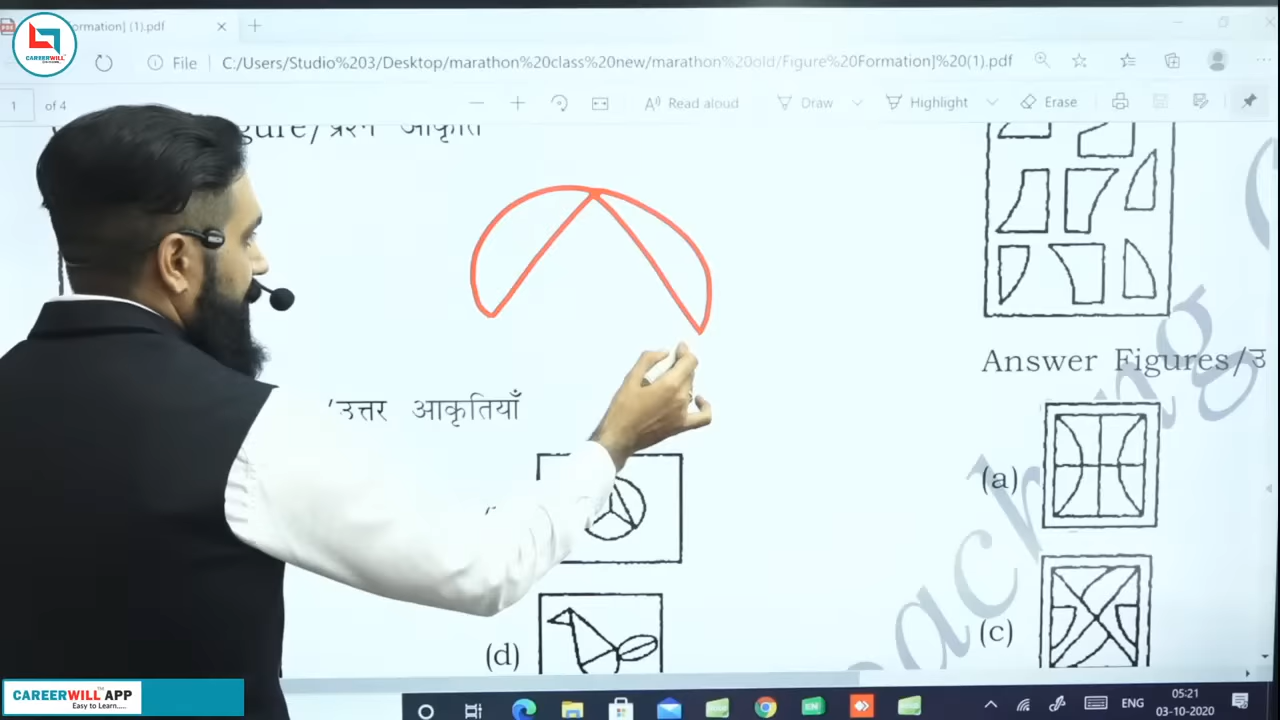 ormation] (1).pdf
CAREERWILL
File C:/Users/Studio%203/Desktop/marathon%20class%20new/marathon%20old/Figure%20Formation]%20(1).pdf
1 of 4
Read aloud Draw Highlight Erase
gure/प्रश्न आकृति
Answer Figures/उ
'उत्तर आकृतियाँ
(a)
(c)
(d)
CAREERWILL APP
Easy to Learn.....
ENG
05:21
03-10-2020